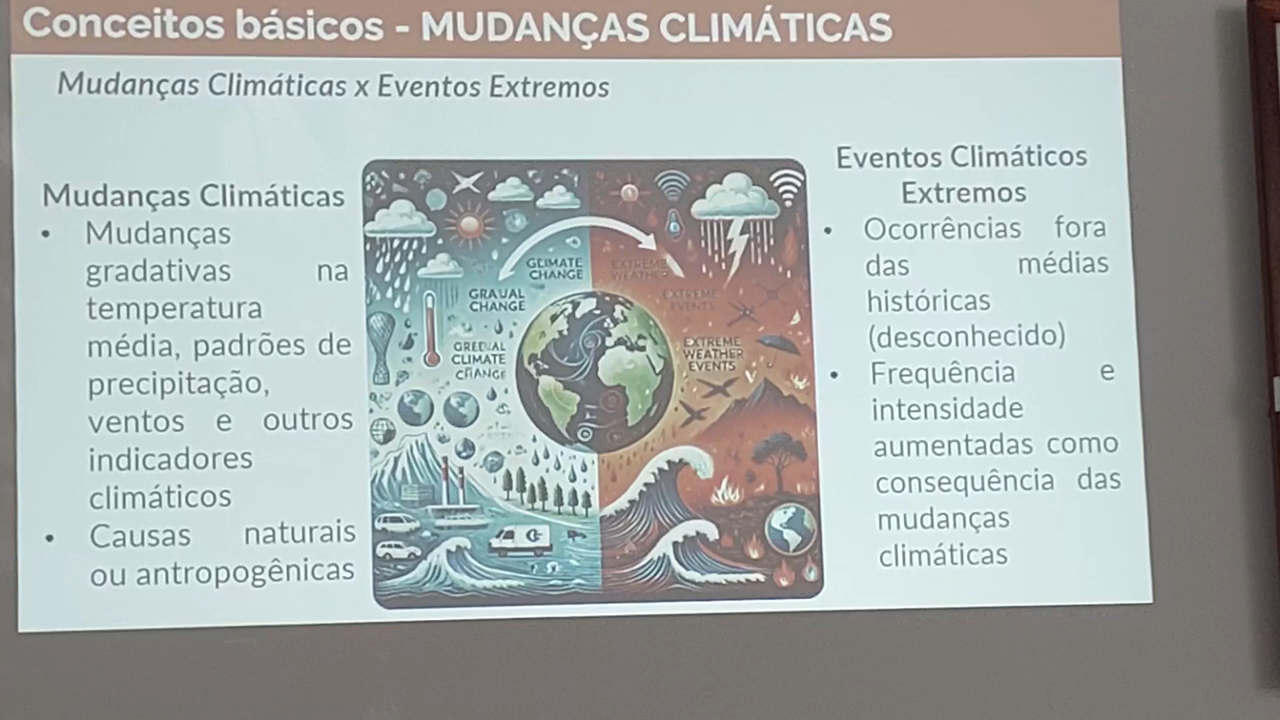 Conceitos básicos - MUDANÇAS CLIMÁTICAS
Mudanças Climáticas x Eventos Extremos
Mudanças Climáticas
• Mudanças
gradativas na
temperatura
média, padrões de
precipitação,
ventos e outros
indicadores
climáticos
• Causas naturais
ou antropogênicas
GLIMATE
CHANGE
GRAUAL
CHANGE
GREDUAL
CLIMATE
CHANGE
EXTREME
WEATHER
EXTREME
EVENTS
EXTREME
WEATHER
EVENTS
Eventos Climáticos
Extremos
• Ocorrências fora
das médias
históricas
(desconhecido)
• Frequência e
intensidade
aumentadas como
consequência das
mudanças
climáticas